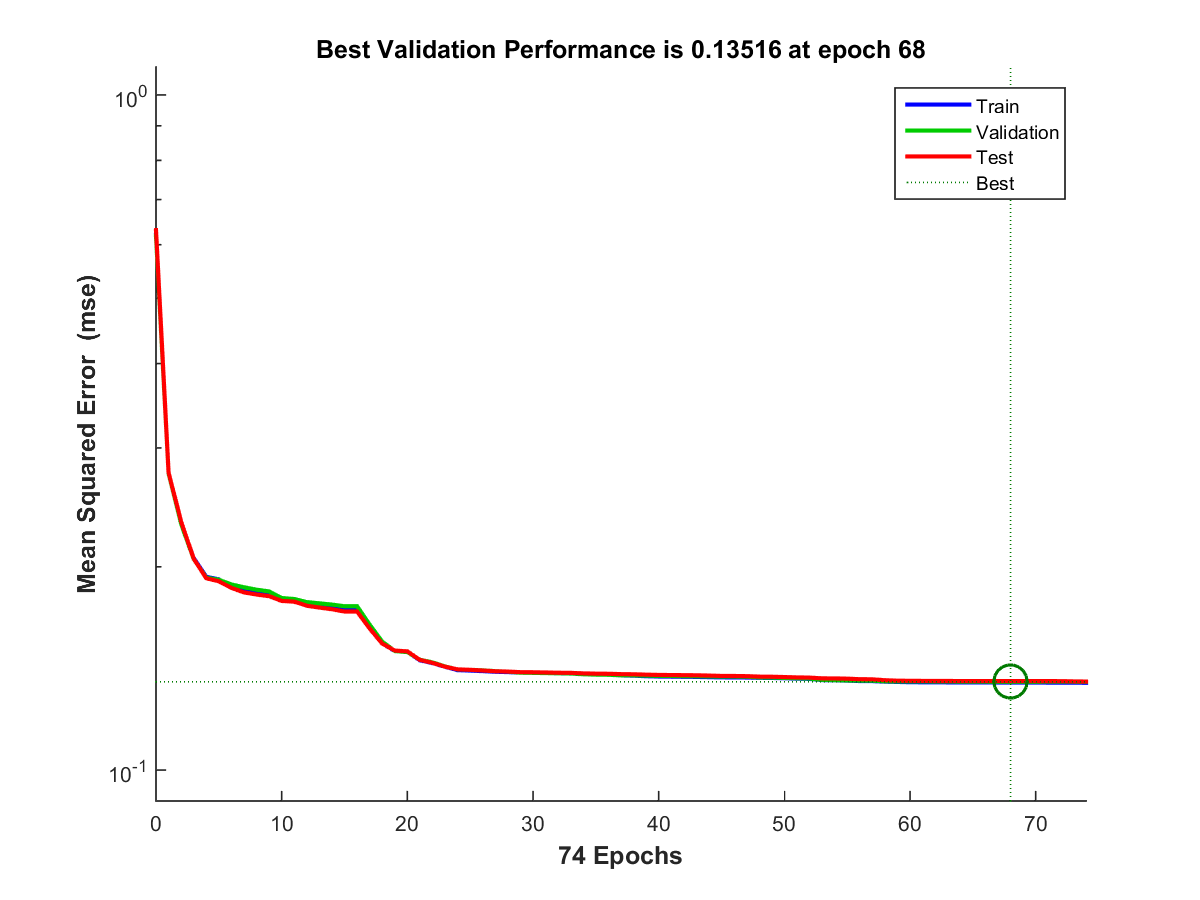 Best Validation Performance is 0.13516 at epoch 68
Mean Squared Error (mse)
10^0
10^-1
Train
Validation
Test
Best
0 10 20 30 40 50 60 70
74 Epochs